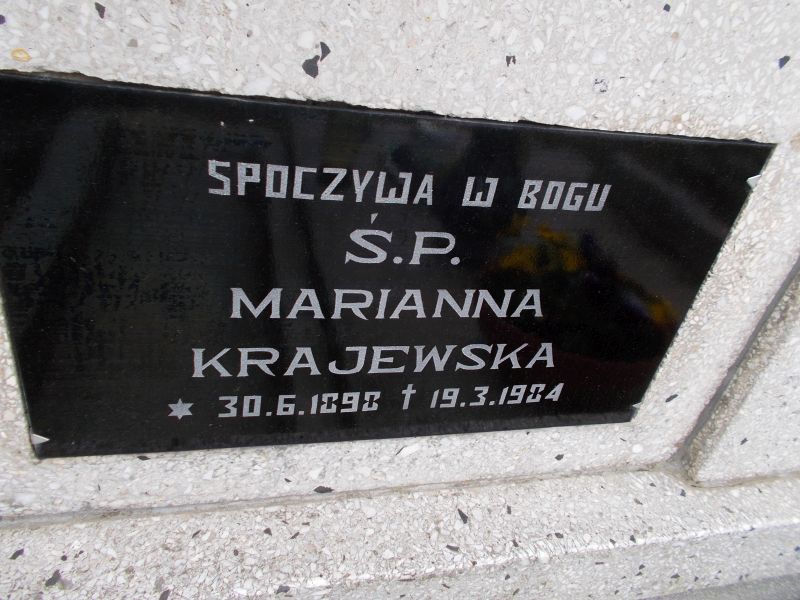 SPOCZYWA W BOGU
Ś.P.
MARIANNA
KRAJEWSKA
✶ 30.6.1898 † 19.3.1984